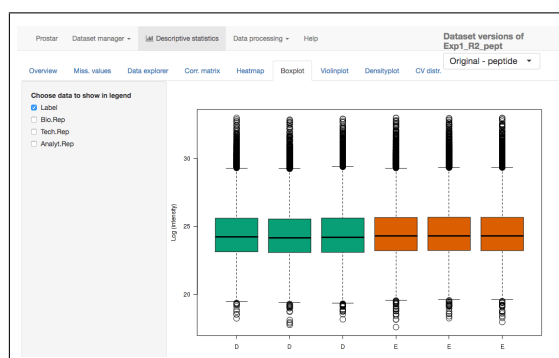 Prostar Dataset manager Descriptive statistics Data processing Help
Dataset versions of
Exp1_R2_pept
Original - peptide
Overview Miss. values Data explorer Corr. matrix Heatmap Boxplot Violinplot Densityplot CV distr.
Choose data to show in legend
Label
Bio.Rep
Tech.Rep
Analyt.Rep
Log (intensity)
30
25
20
D D D E E E